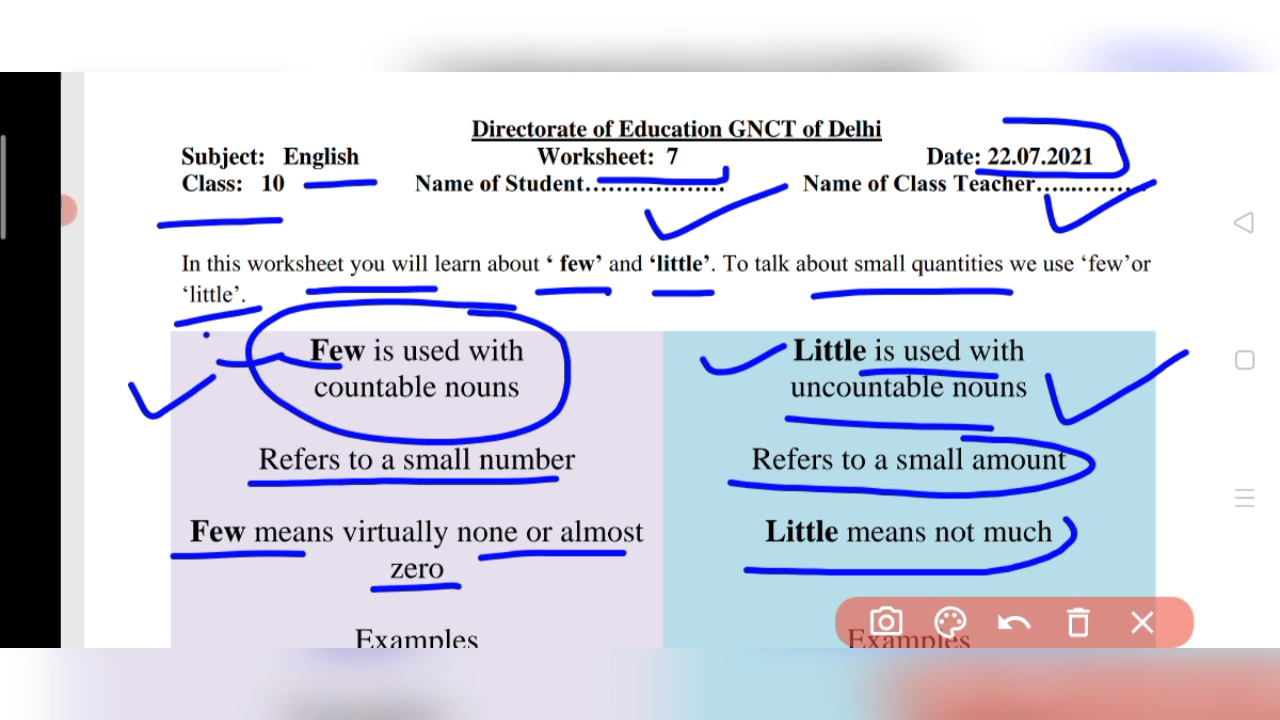 Directorate of Education GNCT of Delhi
Subject: English Worksheet: 7 Date: 22.07.2021
Class: 10 Name of Student.................. Name of Class Teacher...............
In this worksheet you will learn about ‘ few’ and ‘little’. To talk about small quantities we use ‘few’or
‘little’.
Few is used with
countable nouns
Refers to a small number
Few means virtually none or almost
zero
Examples
Little is used with
uncountable nouns
Refers to a small amount
Little means not much
Examples